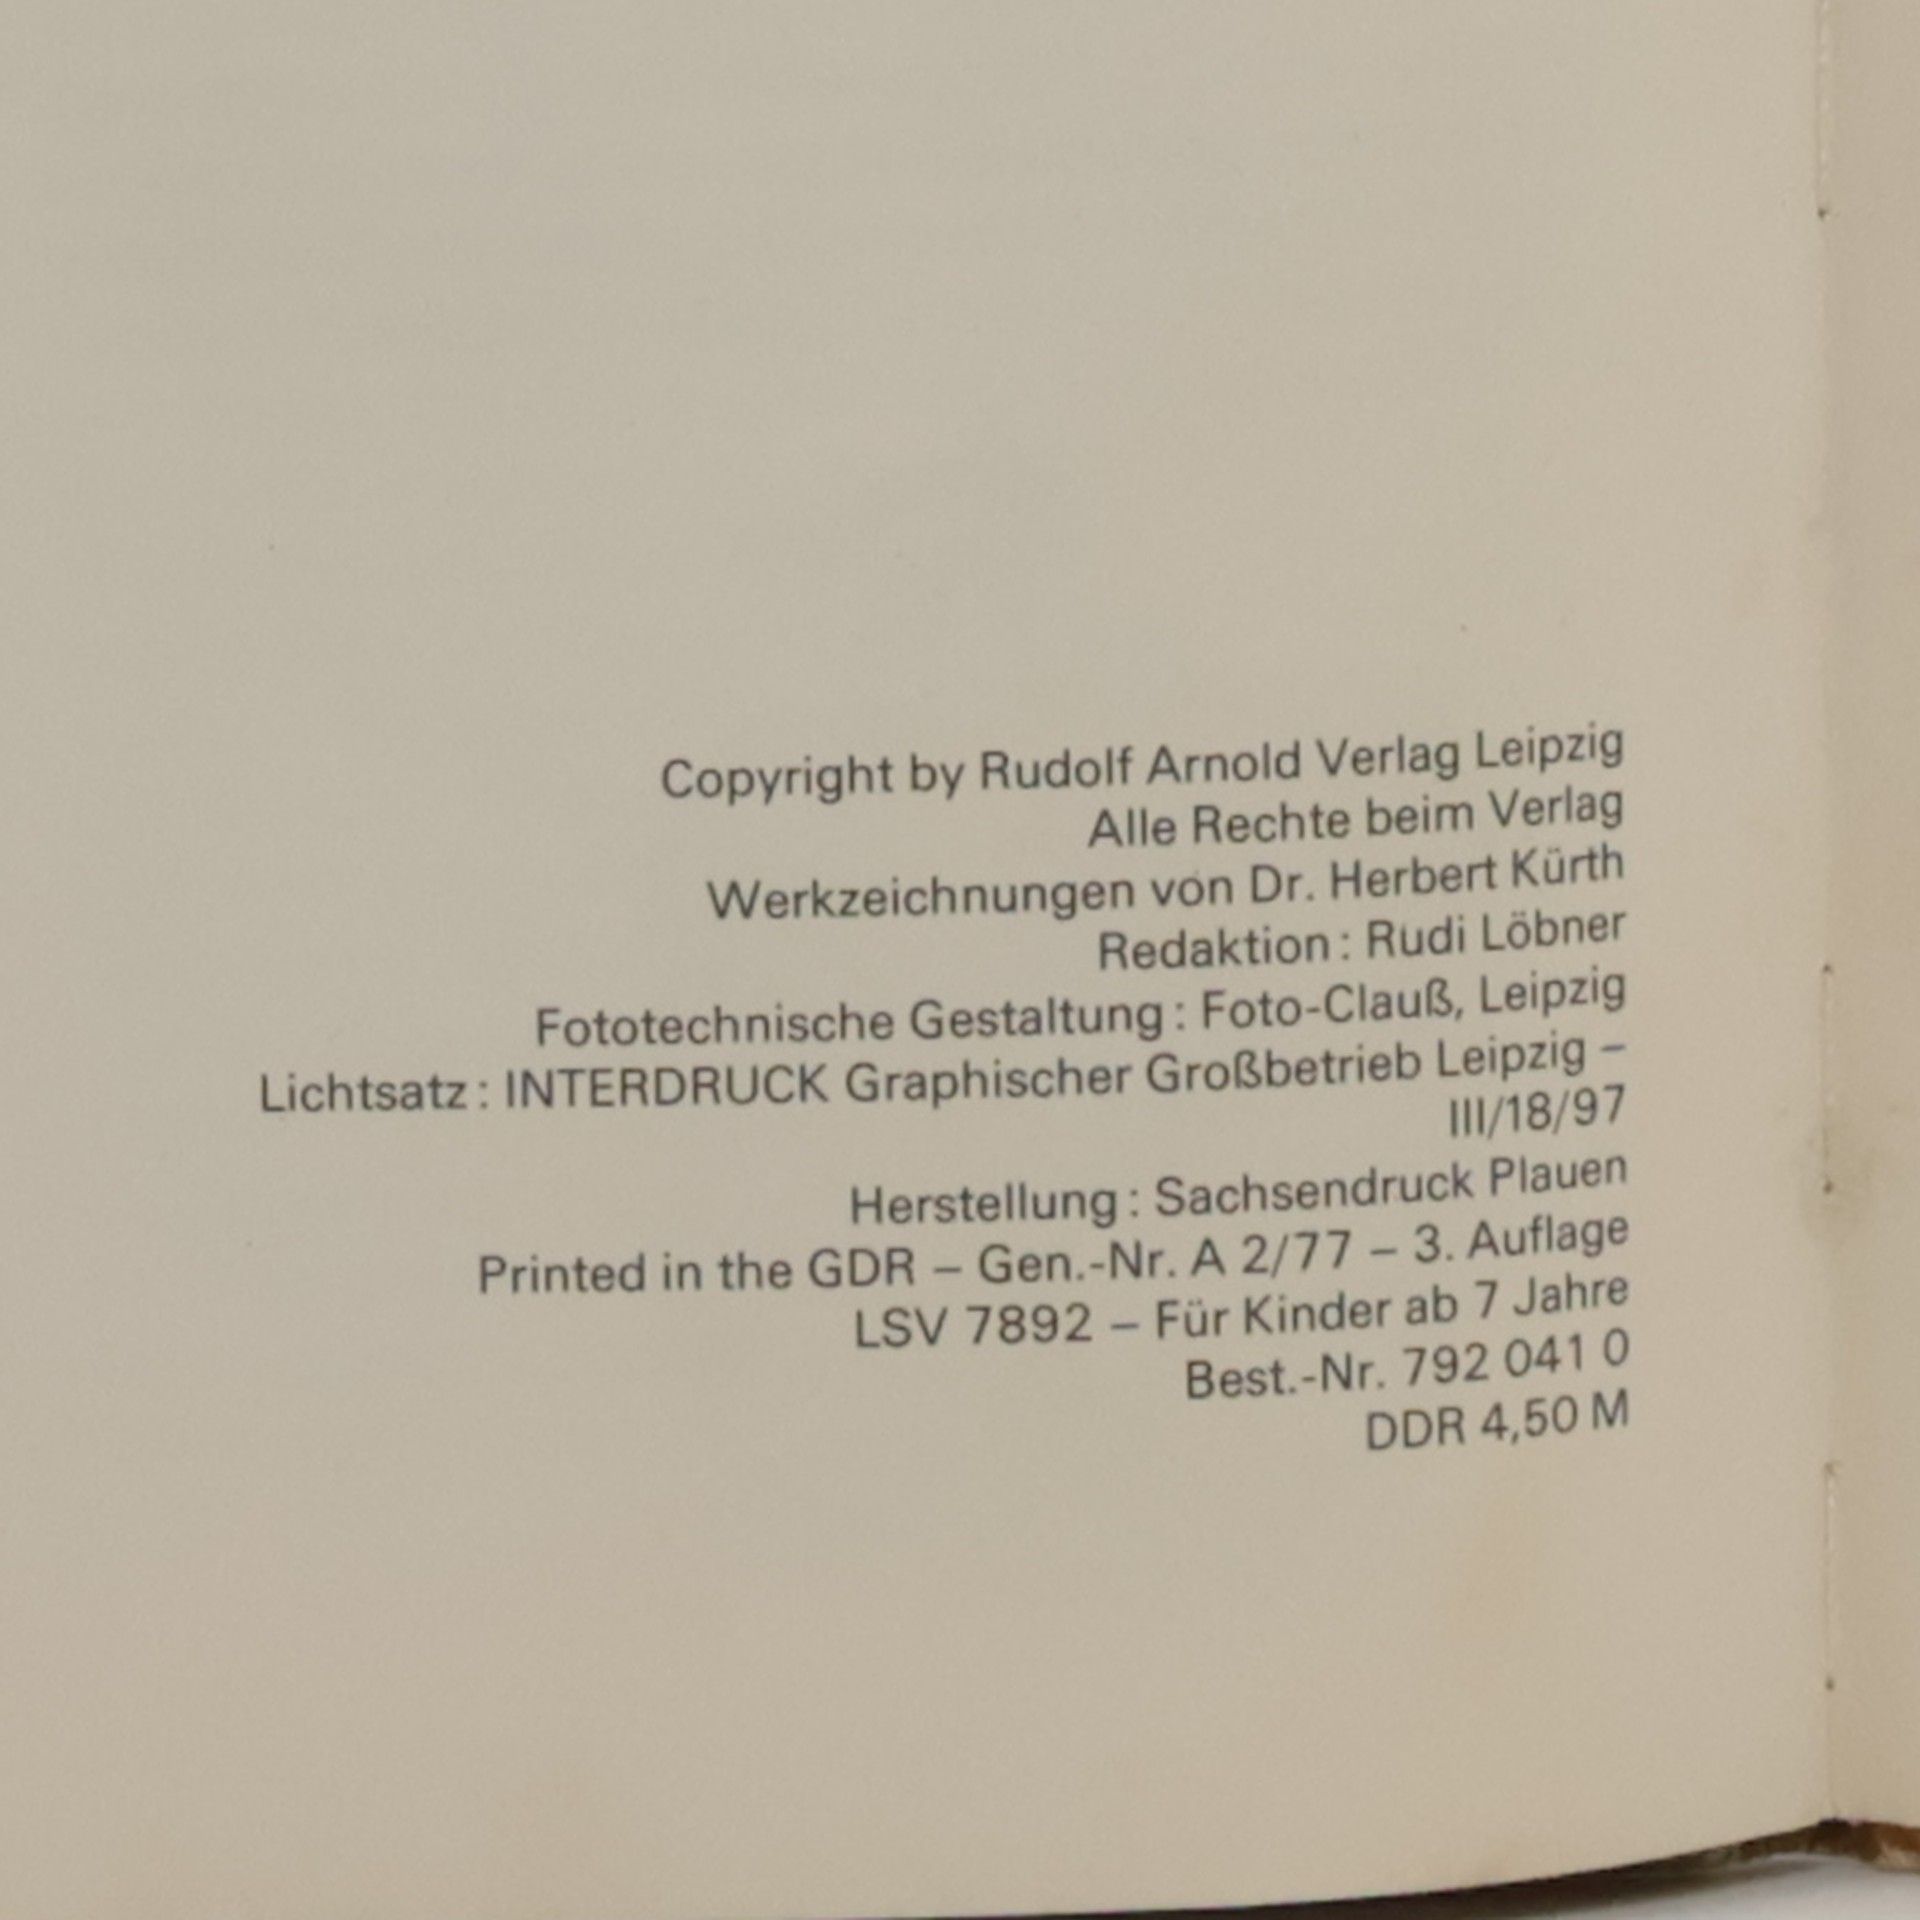 Copyright by Rudolf Arnold Verlag Leipzig
Alle Rechte beim Verlag
Werkzeichnungen von Dr. Herbert Kürth
Redaktion: Rudi Löbner
Fototechnische Gestaltung: Foto-Clauß, Leipzig
Lichtsatz: INTERDRUCK Graphischer Großbetrieb Leipzig –
III/18/97
Herstellung: Sachsendruck Plauen
Printed in the GDR – Gen.-Nr. A 2/77 – 3. Auflage
LSV 7892 – Für Kinder ab 7 Jahre
Best.-Nr. 792 041 0
DDR 4,50 M